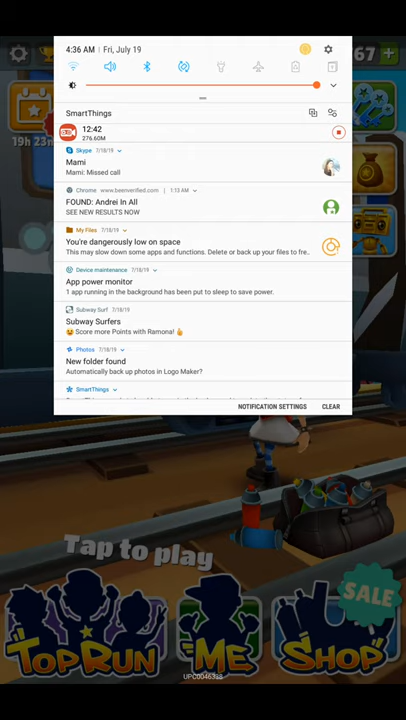 4:36 AM | Fri, July 19
67
SmartThings
12:42
276.60M
19h 23m
Skype 7/18/19
Mami
Mami: Missed call
Chrome www.beenverified.com | 1:13 AM
FOUND: Andrei In All
SEE NEW RESULTS NOW
My Files 7/18/19
You're dangerously low on space
This may slow down some apps and functions. Delete or back up your files to fre..
Device maintenance 7/18/19
App power monitor
1 app running in the background has been put to sleep to save power.
Subway Surf 7/18/19
Subway Surfers
😉 Score more Points with Ramona! 👍
Photos 7/18/19
New folder found
Automatically back up photos in Logo Maker?
SmartThings
NOTIFICATION SETTINGS CLEAR
Tap to play
SALE
TOP RUN ME SHOP